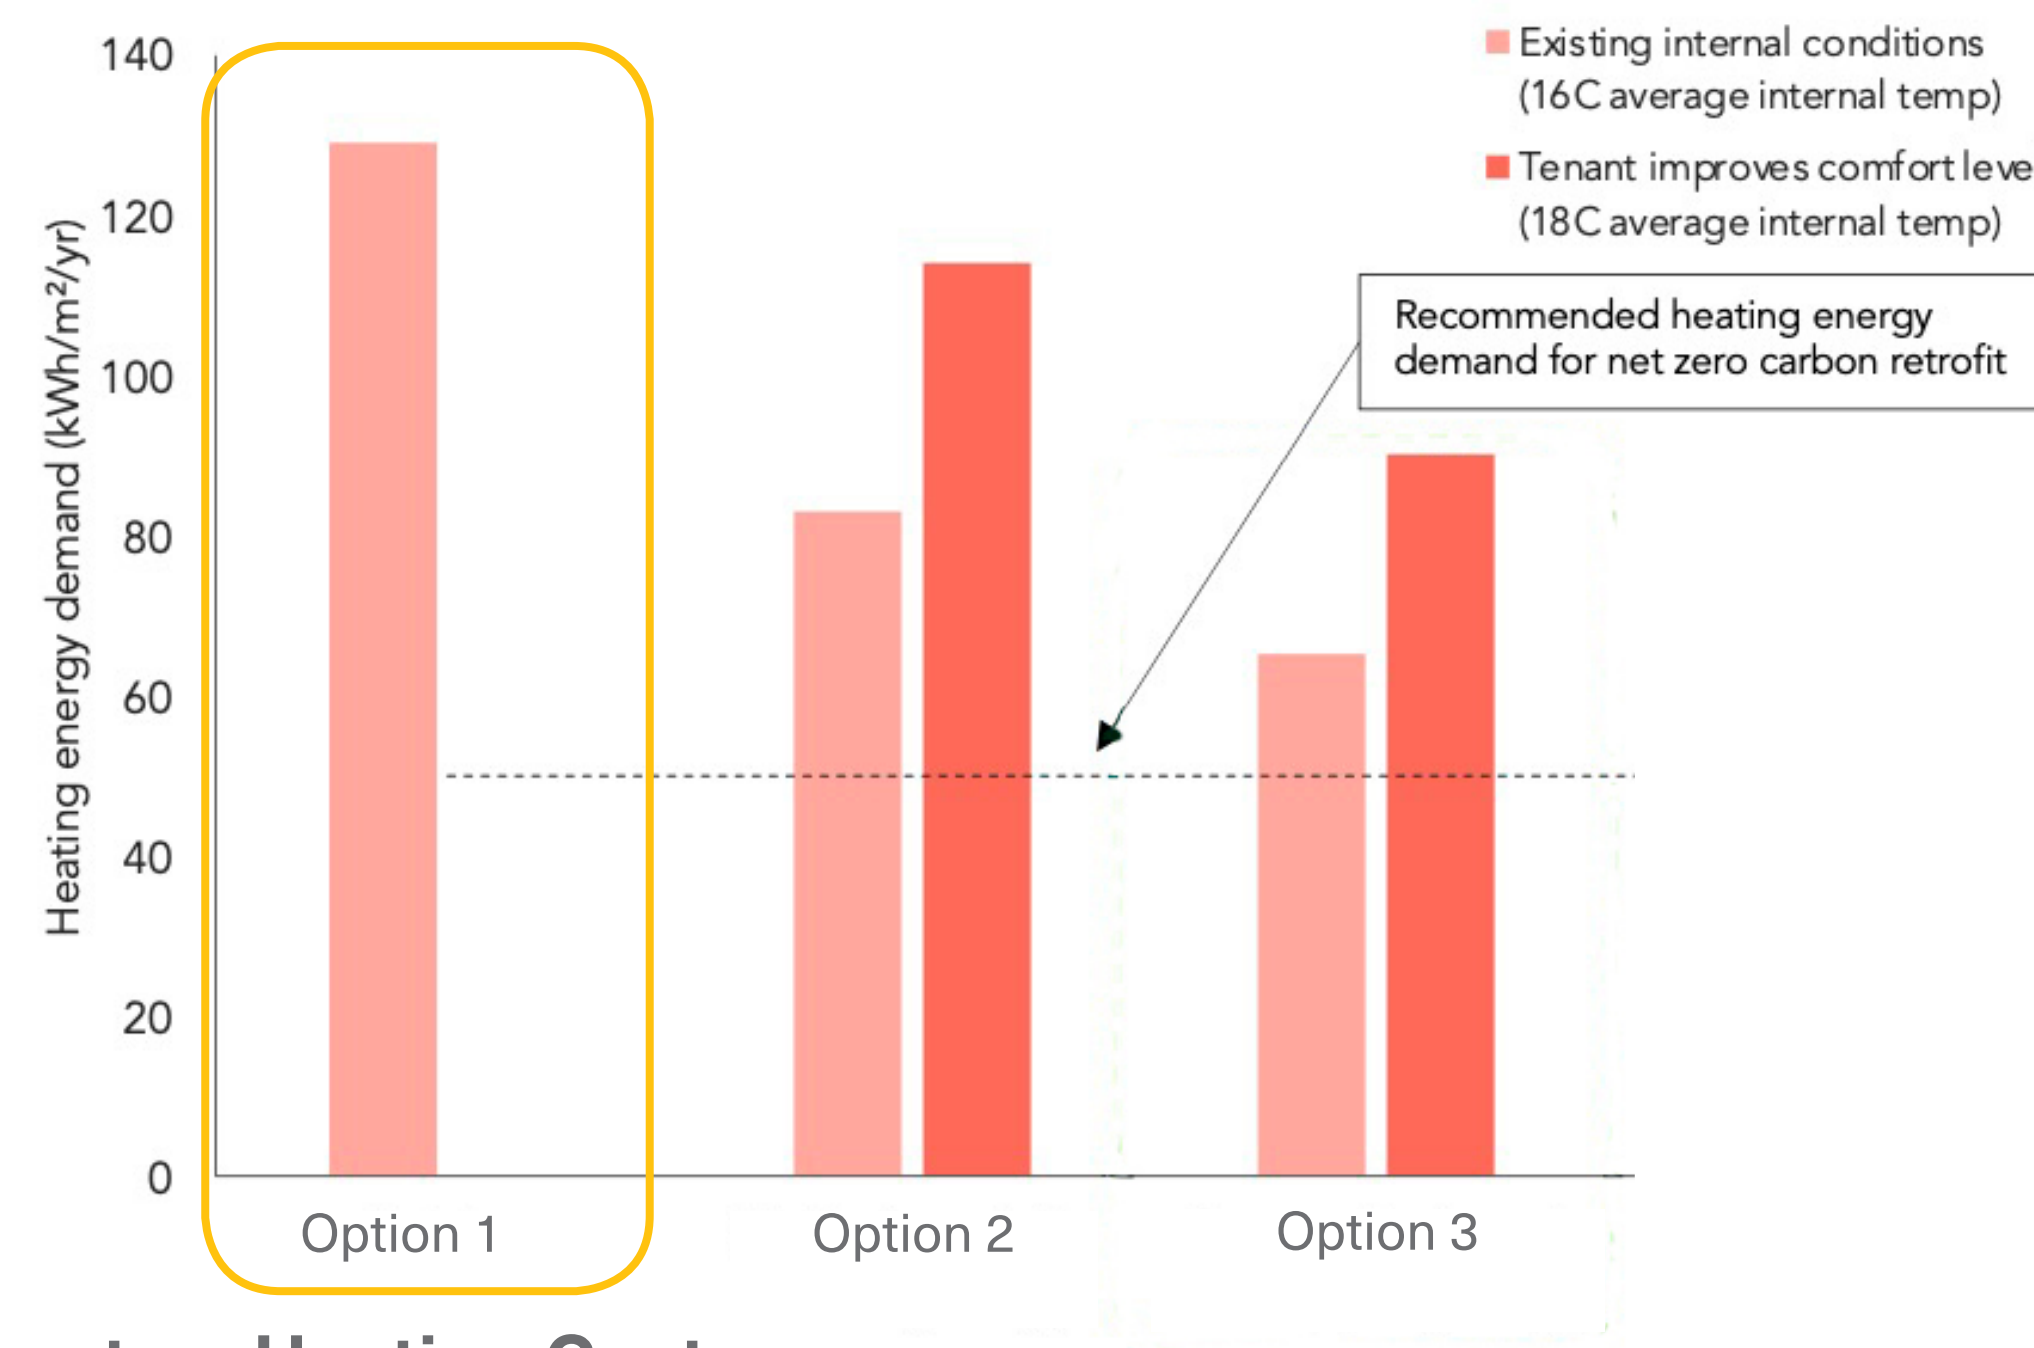 140
120
100
80
60
40
20
0
Heating energy demand (kWh/m²/yr)
Existing internal conditions
(16C average internal temp)
Tenant improves comfort leve
(18C average internal temp)
Recommended heating energy
demand for net zero carbon retrofit
Option 1
Option 2
Option 3